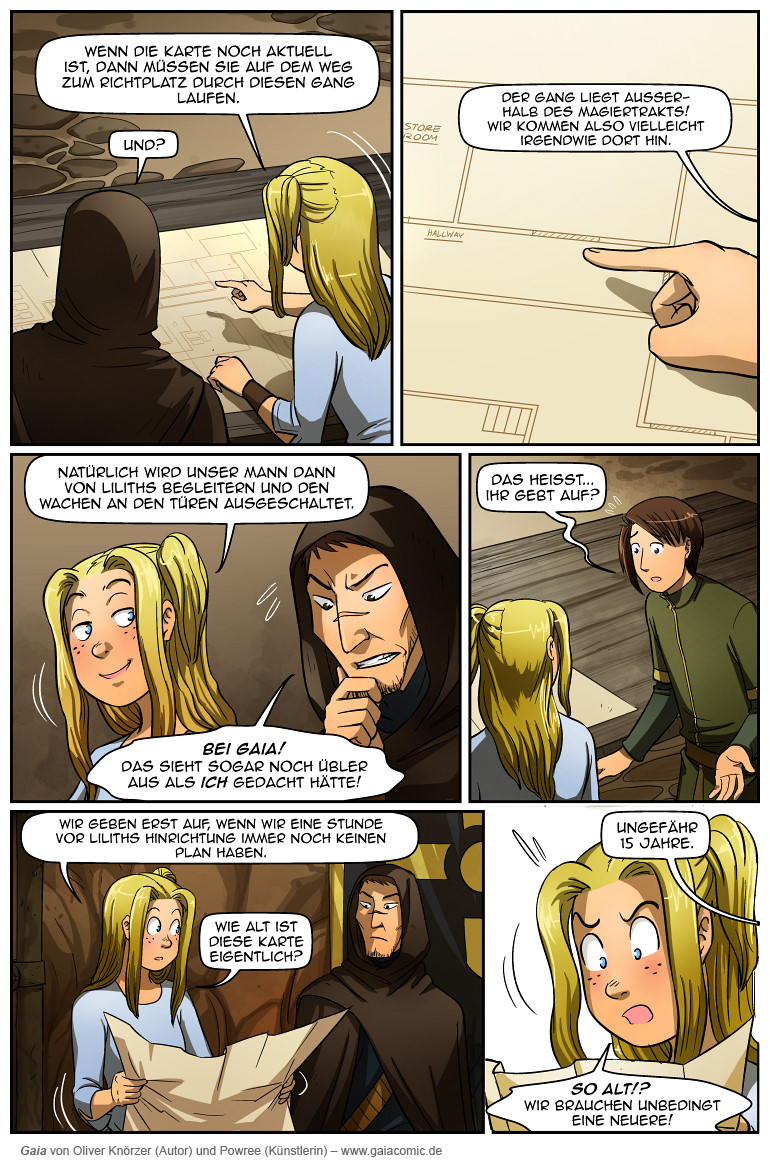 WENN DIE KARTE NOCH AKTUELL
IST, DANN MÜSSEN SIE AUF DEM WEG
ZUM RICHTPLATZ DURCH DIESEN GANG
LAUFEN.
UND?
DER GANG LIEGT AUSSER-
HALB DES MAGIERTRAKTS!
WIR KOMMEN ALSO VIELLEICHT
IRGENDWIE DORT HIN.
STORE
ROOM
HALLWAY
NATÜRLICH WIRD UNSER MANN DANN
VON LILITHS BEGLEITERN UND DEN
WACHEN AN DEN TÜREN AUSGESCHALTET.
BEI GAIA!
DAS SIEHT SOGAR NOCH ÜBLER
AUS ALS ICH GEDACHT HÄTTE!
DAS HEISST...
IHR GEBT AUF?
WIR GEBEN ERST AUF, WENN WIR EINE STUNDE
VOR LILITHS HINRICHTUNG IMMER NOCH KEINEN
PLAN HABEN.
WIE ALT IST
DIESE KARTE
EIGENTLICH?
UNGEFÄHR
15 JAHRE.
SO ALT!?
WIR BRAUCHEN UNBEDINGT
EINE NEUERE!
Gaia von Oliver Knörzer (Autor) und Powree (Künstlerin) – www.gaiacomic.de